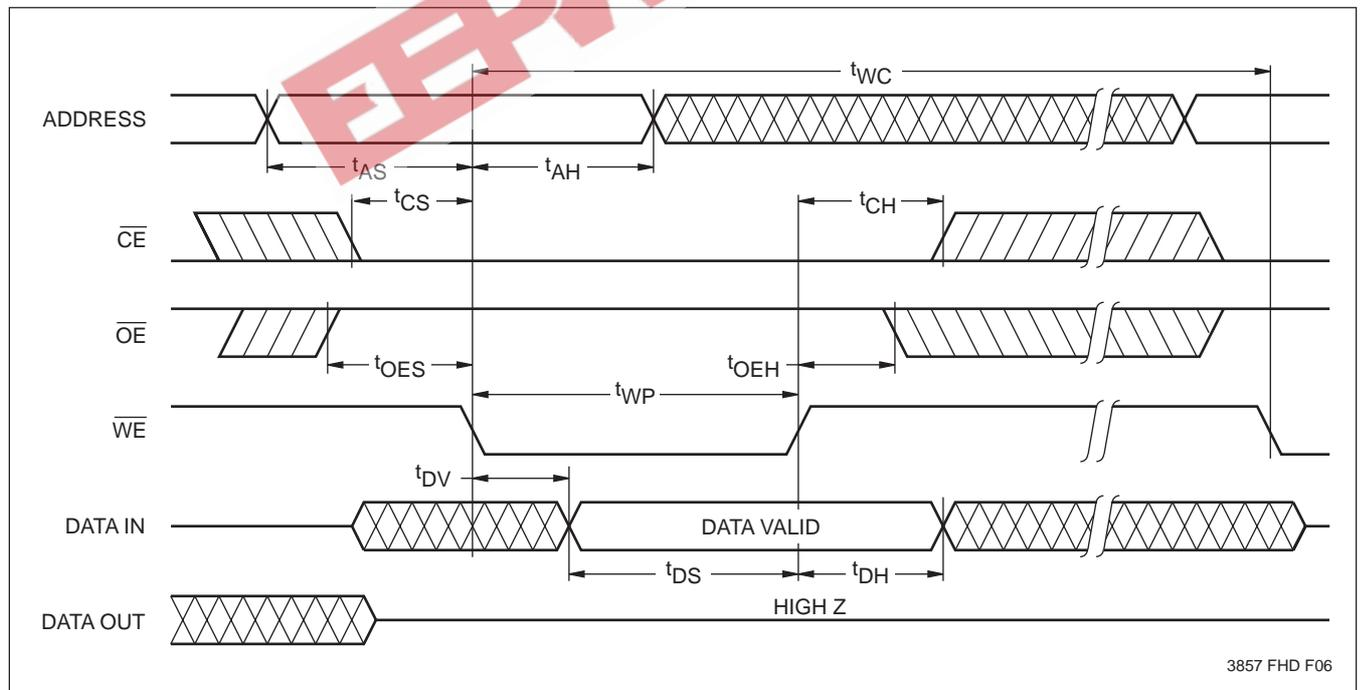 EEPW
tWC
ADDRESS
tAS
tAH
tCS
tCH
CE
OE
tOES
tOEH
tWP
WE
tDV
DATA IN
DATA VALID
tDS
tDH
DATA OUT
HIGH Z
3857 FHD F06